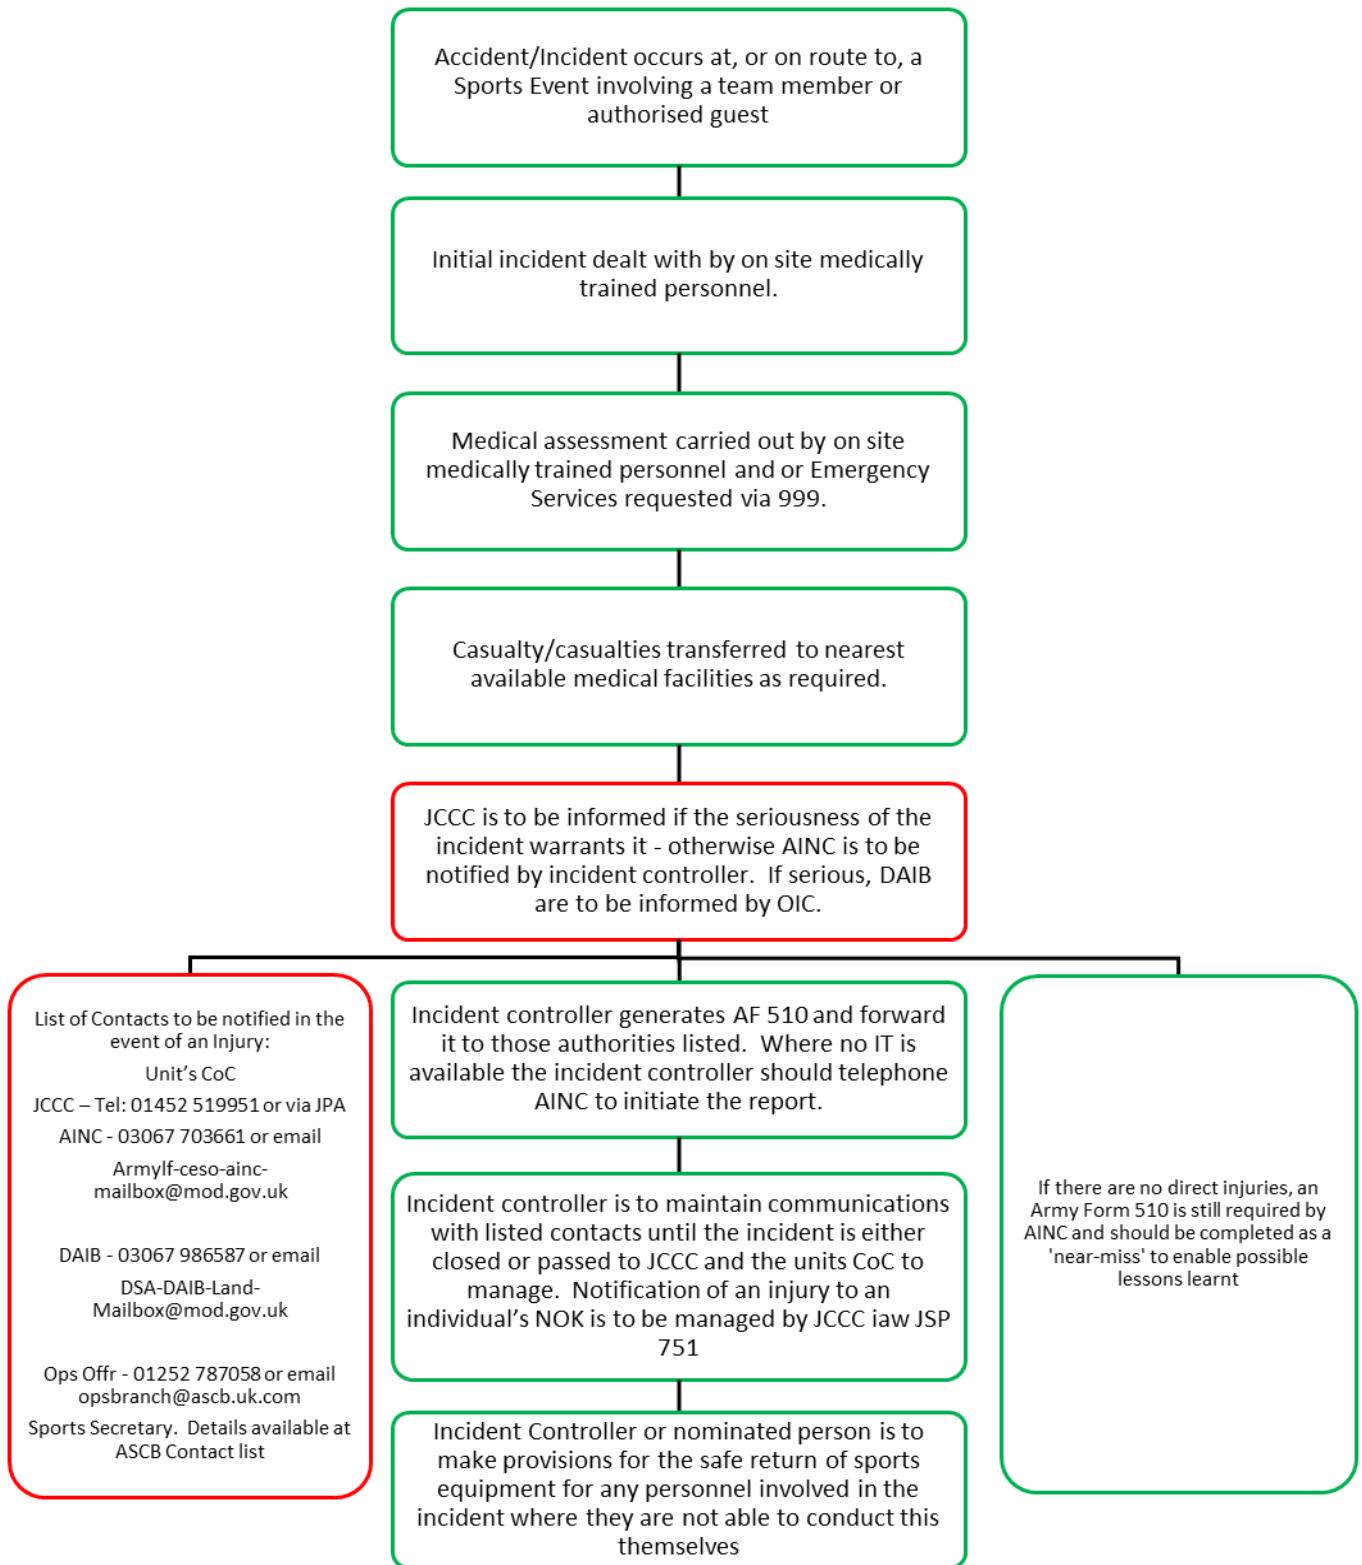 Accident/Incident occurs at, or on route to, a
Sports Event involving a team member or
authorised guest
Initial incident dealt with by on site medically
trained personnel.
Medical assessment carried out by on site
medically trained personnel and or Emergency
Services requested via 999.
Casualty/casualties transferred to nearest
available medical facilities as required.
JCCC is to be informed if the seriousness of the
incident warrants it - otherwise AINC is to be
notified by incident controller. If serious, DAIB
are to be informed by OIC.
List of Contacts to be notified in the
event of an Injury:
Unit's CoC
JCCC – Tel: 01452 519951 or via JPA
AINC - 03067 703661 or email
Armylf-ceso-ainc-
mailbox@mod.gov.uk
DAIB - 03067 986587 or email
DSA-DAIB-Land-
Mailbox@mod.gov.uk
Ops Offr - 01252 787058 or email
opsbranch@ascb.uk.com
Sports Secretary. Details available at
ASCB Contact list
Incident controller generates AF 510 and forward
it to those authorities listed. Where no IT is
available the incident controller should telephone
AINC to initiate the report.
Incident controller is to maintain communications
with listed contacts until the incident is either
closed or passed to JCCC and the units CoC to
manage. Notification of an injury to an
individual's NOK is to be managed by JCCC iaw JSP
751
Incident Controller or nominated person is to
make provisions for the safe return of sports
equipment for any personnel involved in the
incident where they are not able to conduct this
themselves
If there are no direct injuries, an
Army Form 510 is still required by
AINC and should be completed as a
'near-miss' to enable possible
lessons learnt